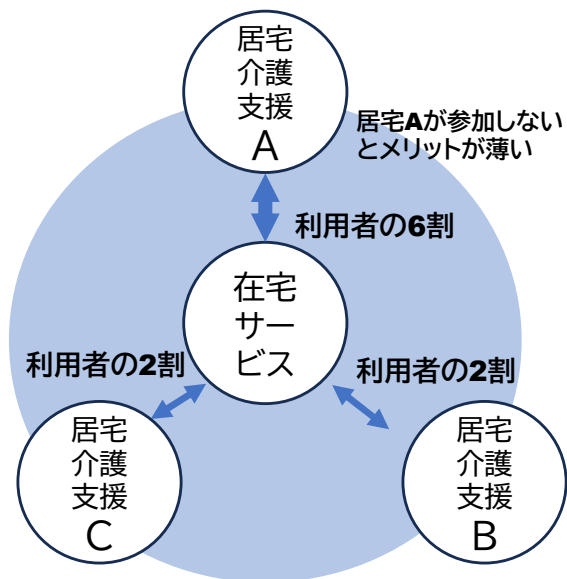 居宅
介護
支援
A
居宅Aが参加しない
とメリットが薄い
利用者の6割
在宅
サー
ビス
利用者の2割
利用者の2割
居宅
介護
支援
C
居宅
介護
支援
B